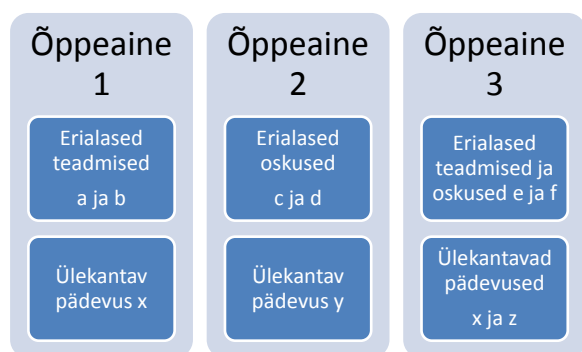 Õppeaine
1
Erialased
teadmised
a ja b
Ülekantav
pädevus x
Õppeaine
2
Erialased
oskused
c ja d
Ülekantav
pädevus y
Õppeaine
3
Erialased
teadmised ja
oskused e ja f
Ülekantavad
pädevused
x ja z